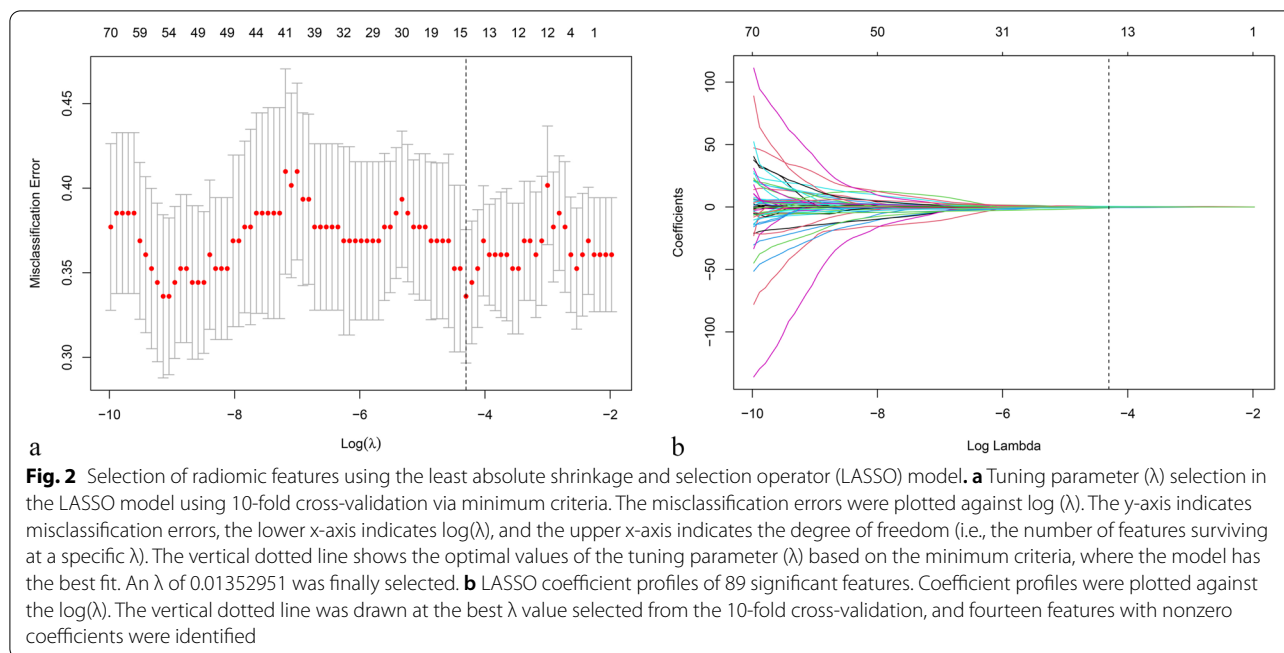 70 59 54 49 49 44 41 39 32 29 30 19 15 13 12 12 4 1
Misclassification Error
0.45
0.40
0.35
0.30
−10 −8 −6 −4 −2
Log(λ)
a
70 50 31 13 1
Coefficients
100
50
0
−50
−100
−10 −8 −6 −4 −2
Log Lambda
b
Fig. 2 Selection of radiomic features using the least absolute shrinkage and selection operator (LASSO) model. a Tuning parameter (λ) selection in
the LASSO model using 10-fold cross-validation via minimum criteria. The misclassification errors were plotted against log (λ). The y-axis indicates
misclassification errors, the lower x-axis indicates log(λ), and the upper x-axis indicates the degree of freedom (i.e., the number of features surviving
at a specific λ). The vertical dotted line shows the optimal values of the tuning parameter (λ) based on the minimum criteria, where the model has
the best fit. An λ of 0.01352951 was finally selected. b LASSO coefficient profiles of 89 significant features. Coefficient profiles were plotted against
the log(λ). The vertical dotted line was drawn at the best λ value selected from the 10-fold cross-validation, and fourteen features with nonzero
coefficients were identified